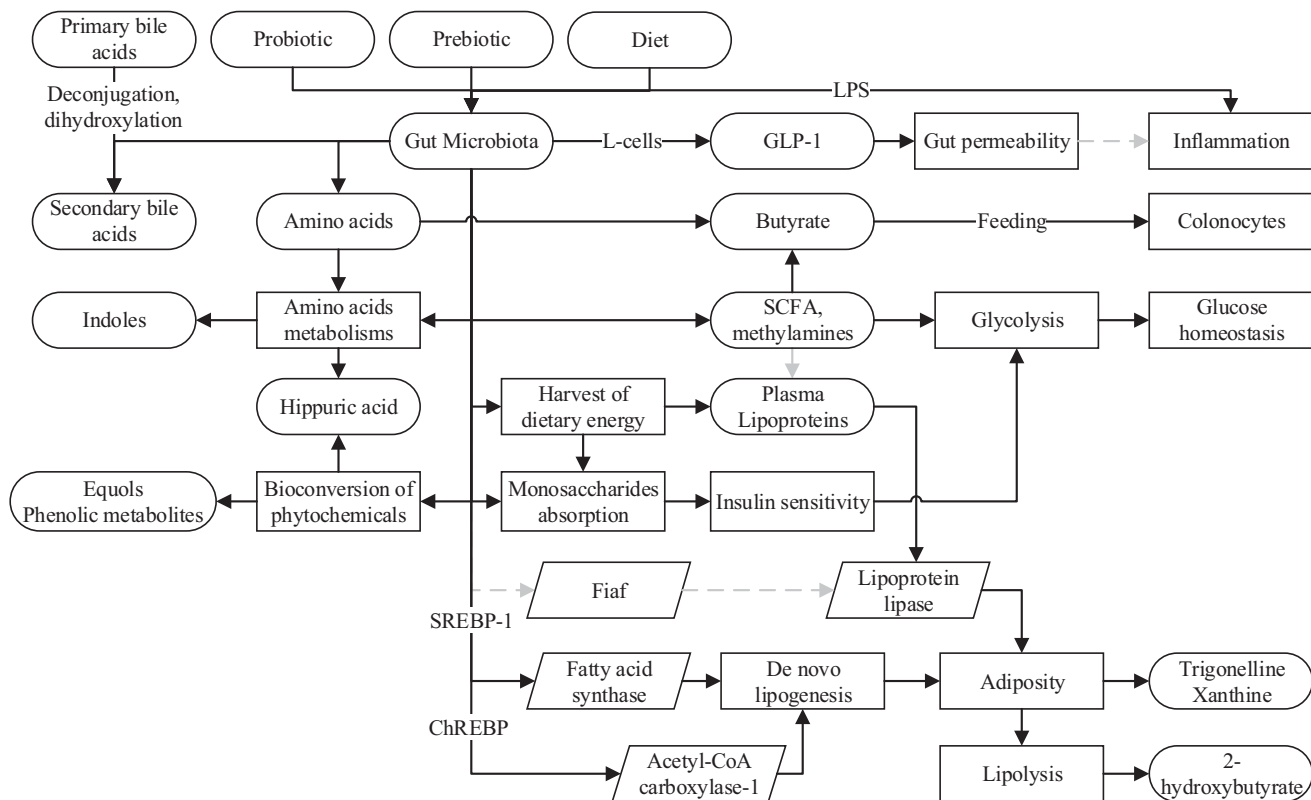 Primary bile
acids
Probiotic
Prebiotic
Diet
Deconjugation,
dihydroxylation
LPS
Gut Microbiota
L-cells
GLP-1
Gut permeability
Inflammation
Secondary bile
acids
Amino acids
Butyrate
Feeding
Colonocytes
Indoles
Amino acids
metabolisms
SCFA,
methylamines
Glycolysis
Glucose
homeostasis
Hippuric acid
Harvest of
dietary energy
Plasma
Lipoproteins
Equols
Phenolic metabolites
Bioconversion of
phytochemicals
Monosaccharides
absorption
Insulin sensitivity
Fiaf
Lipoprotein
lipase
SREBP-1
Fatty acid
synthase
De novo
lipogenesis
Adiposity
Trigonelline
Xanthine
ChREBP
Acetyl-CoA
carboxylase-1
Lipolysis
2-
hydroxybutyrate